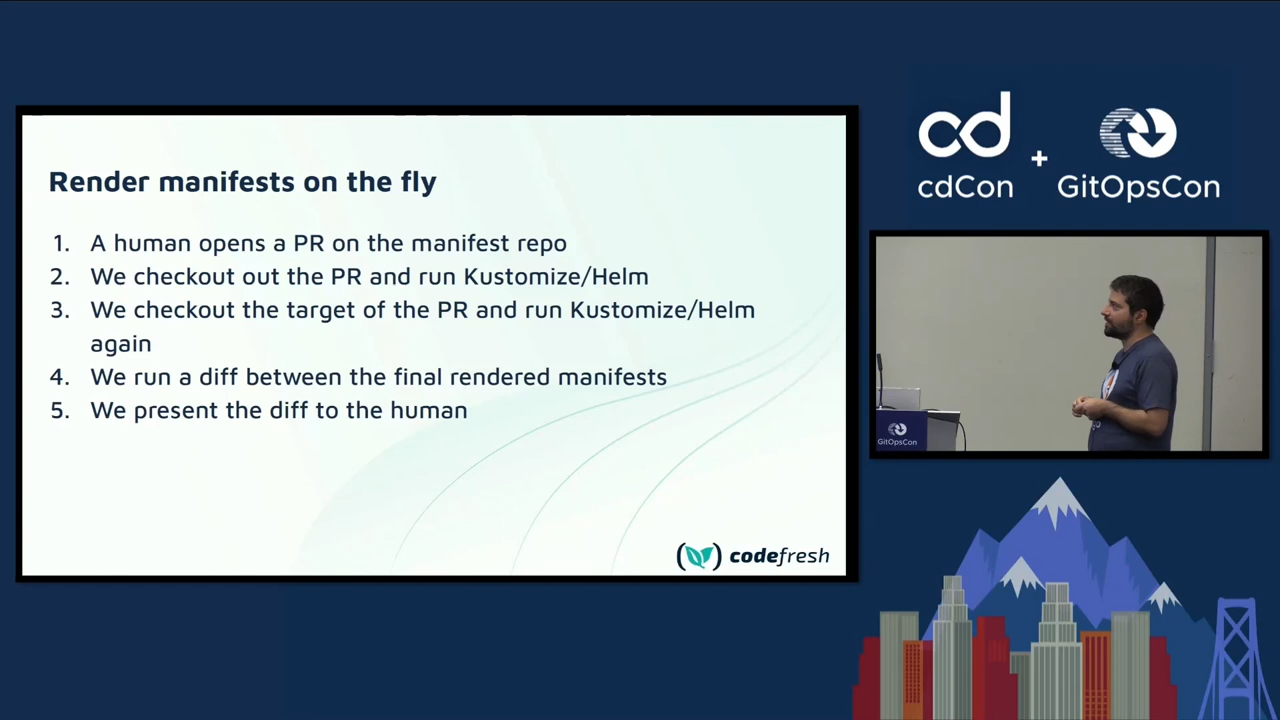 Render manifests on the fly
1. A human opens a PR on the manifest repo
2. We checkout out the PR and run Kustomize/Helm
3. We checkout the target of the PR and run Kustomize/Helm
again
4. We run a diff between the final rendered manifests
5. We present the diff to the human
(codefresh
cd
+
cdCon
GitOpsCon
GitOpsCon